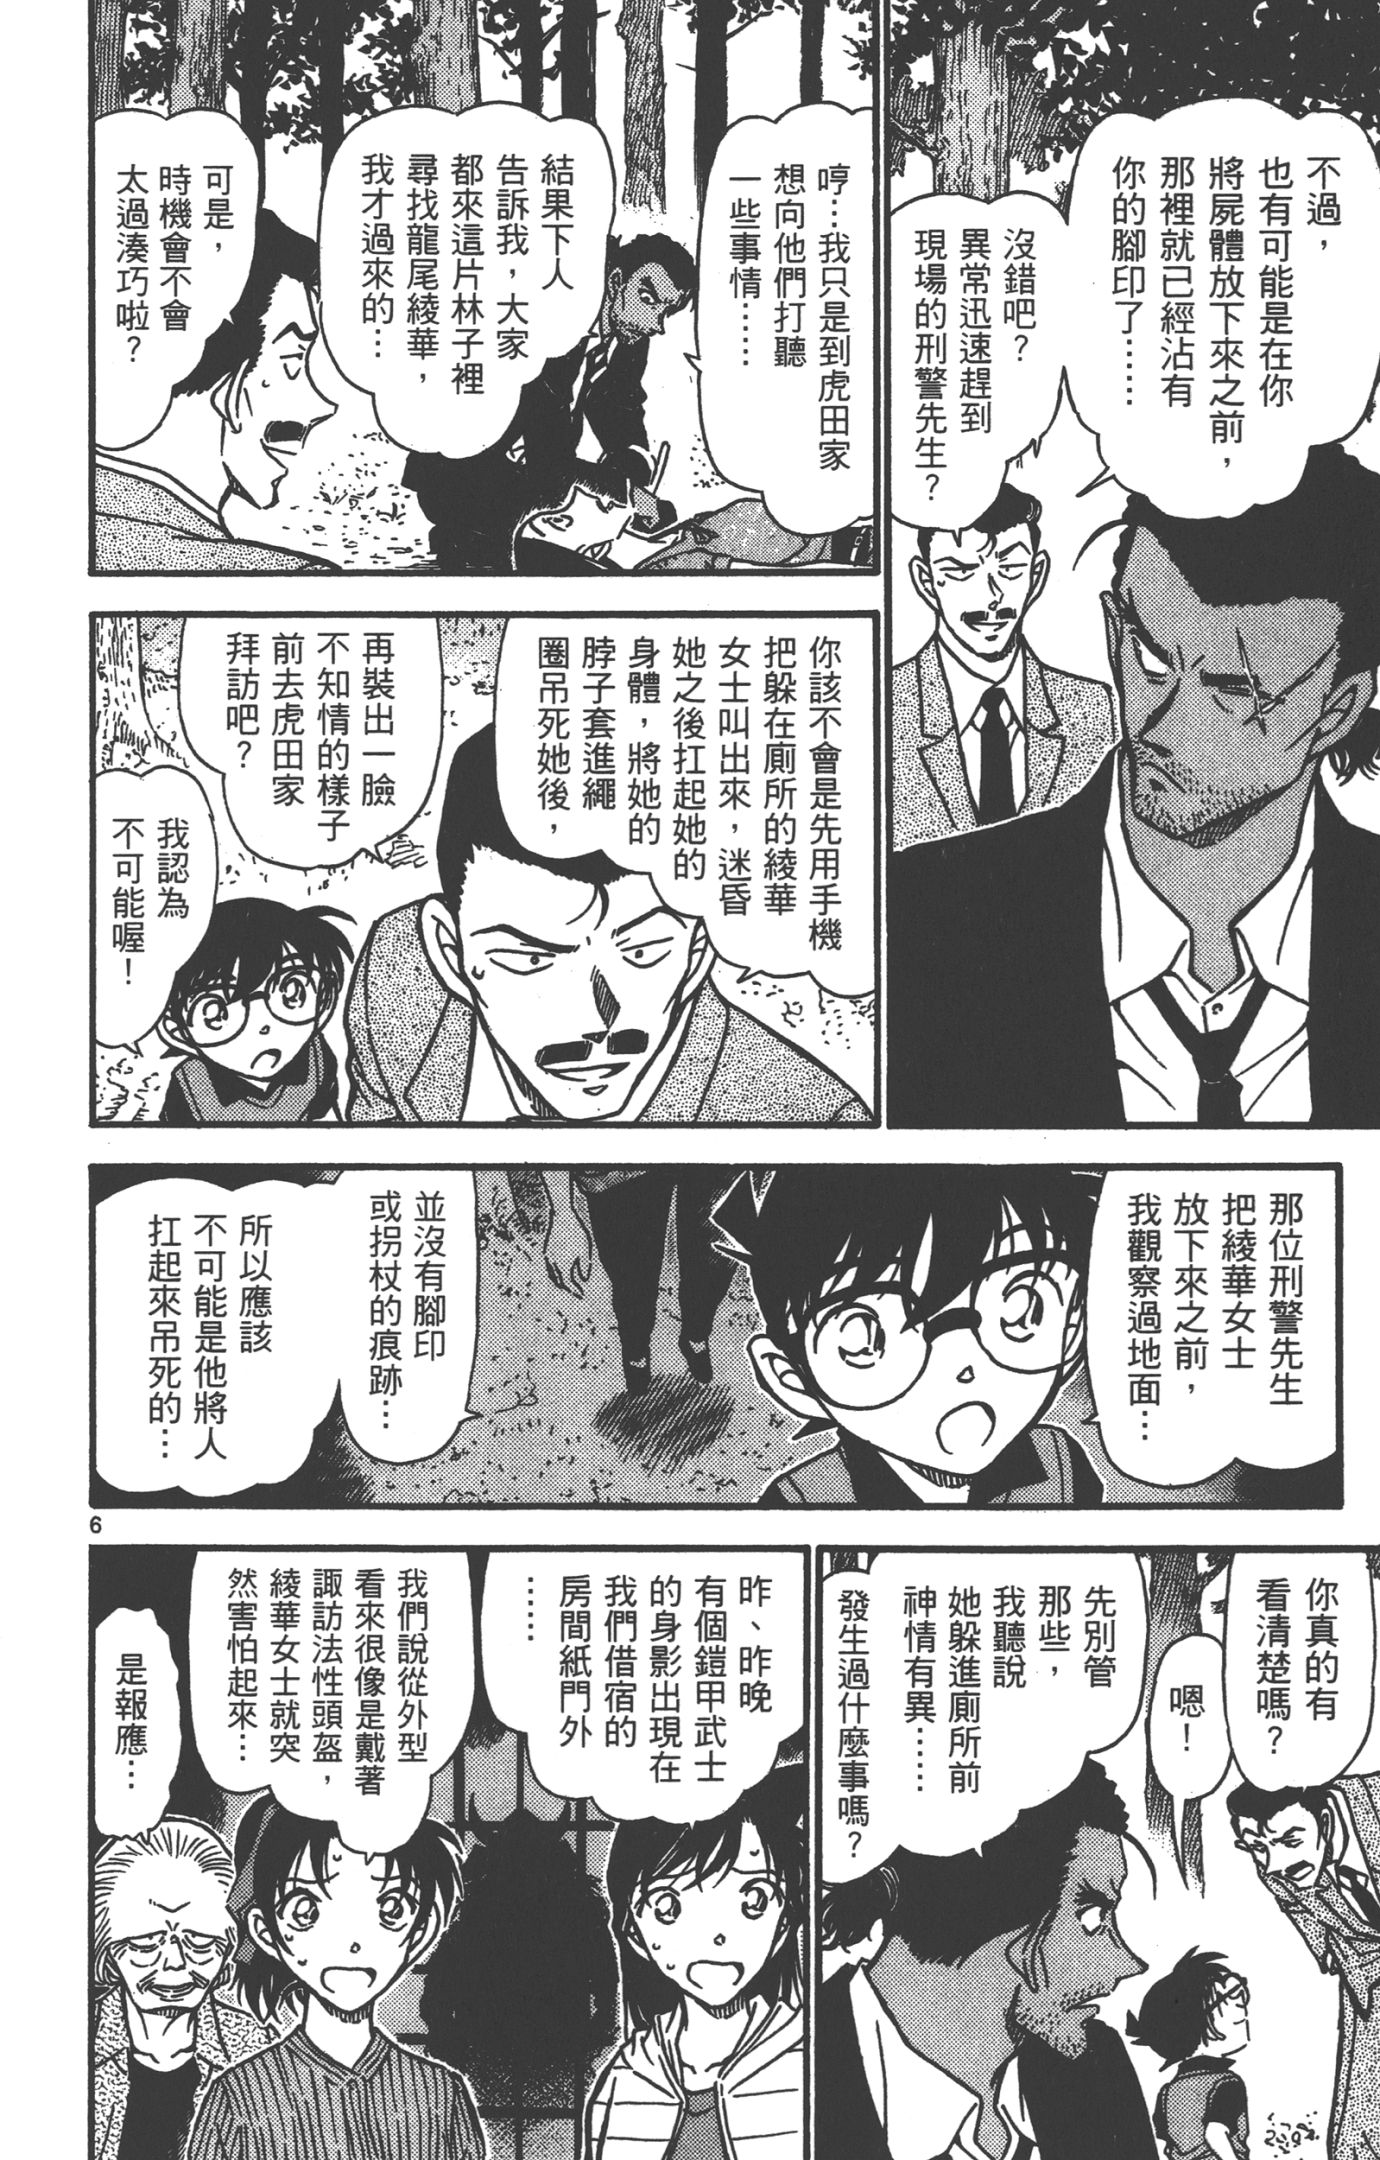 不過，
也有可能是在你
將屍體放下來之前，
那裡就已經沾有
你的腳印了……
沒錯吧？
異常迅速趕到
現場的刑警先生？
哼…我只是到虎田家
想向他們打聽
一些事情……
結果下人
告訴我，大家
都來這片林子裡
尋找龍尾綾華，
我才過來的…
可是，
時機會不會
太過湊巧啦？
你該不會是先用手機
把躲在廁所的綾華
女士叫出來，迷昏
她之後扛起她的
身體，將她的
脖子套進繩
圈吊死她後，
再裝出一臉
不知情的樣子
前去虎田家
拜訪吧？
我認為
不可能喔！
那位刑警先生
把綾華女士
放下來之前，
我觀察過地面…
並沒有腳印
或拐杖的痕跡…
所以應該
不可能是他將人
扛起來吊死的…
6
你真的有
看清楚嗎？
嗯！
先別管
那些，
我聽說
她躲進廁所前
神情有異……
發生過什麼事嗎？
昨、昨晚
有個鎧甲武士
的身影出現在
我們借宿的
房間紙門外
……
我們說從外型
看來很像是戴著
諏訪法性頭盔，
綾華女士就突
然害怕起來…
是報應…